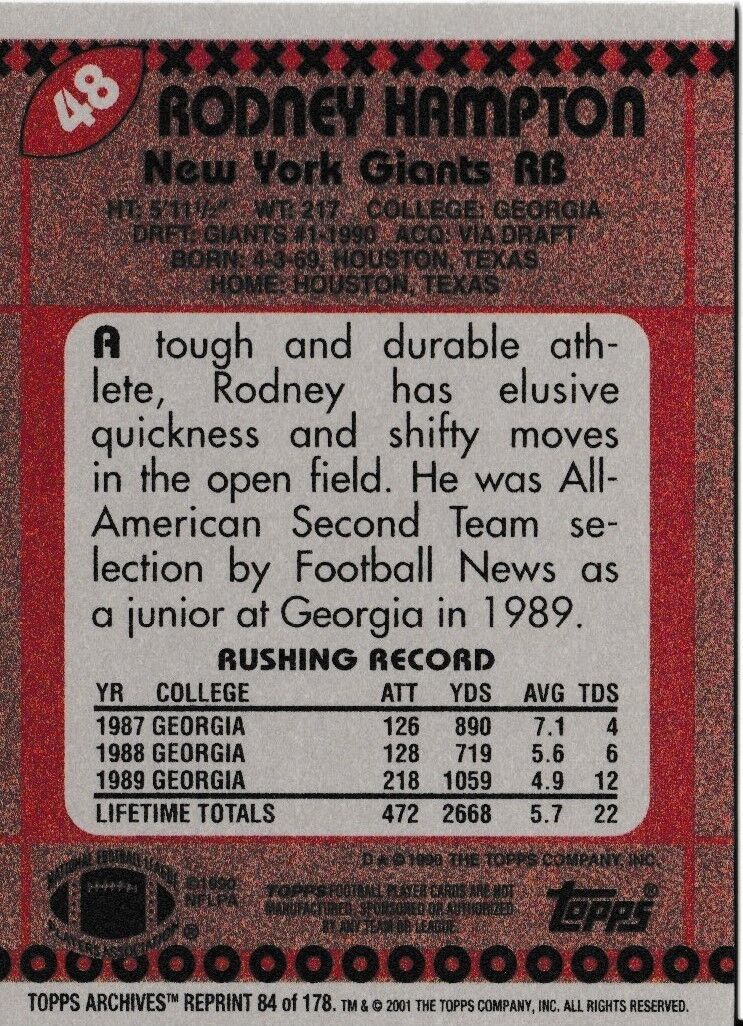 48
RODNEY HAMPTON
New York Giants RB
HT: 5'11½" WT: 217 COLLEGE: GEORGIA
DRFT: GIANTS #1-1990 ACQ: VIA DRAFT
BORN: 4-3-69, HOUSTON, TEXAS
HOME: HOUSTON, TEXAS
A tough and durable ath-
lete, Rodney has elusive
quickness and shifty moves
in the open field. He was All-
American Second Team se-
lection by Football News as
a junior at Georgia in 1989.
RUSHING RECORD
YR COLLEGE ATT YDS AVG TDS
1987 GEORGIA 126 890 7.1 4
1988 GEORGIA 128 719 5.6 6
1989 GEORGIA 218 1059 4.9 12
LIFETIME TOTALS 472 2668 5.7 22
D★©1990 THE TOPPS COMPANY, INC.
NATIONAL FOOTBALL LEAGUE
PLAYERS ASSOCIATION®
©1990
NFLPA
TOPPS FOOTBALL PLAYER CARDS ARE NOT
MANUFACTURED, SPONSORED OR AUTHORIZED
BY ANY TEAM OR LEAGUE.
topps®
TOPPS ARCHIVES™ REPRINT 84 of 178. TM & © 2001 THE TOPPS COMPANY, INC. ALL RIGHTS RESERVED.